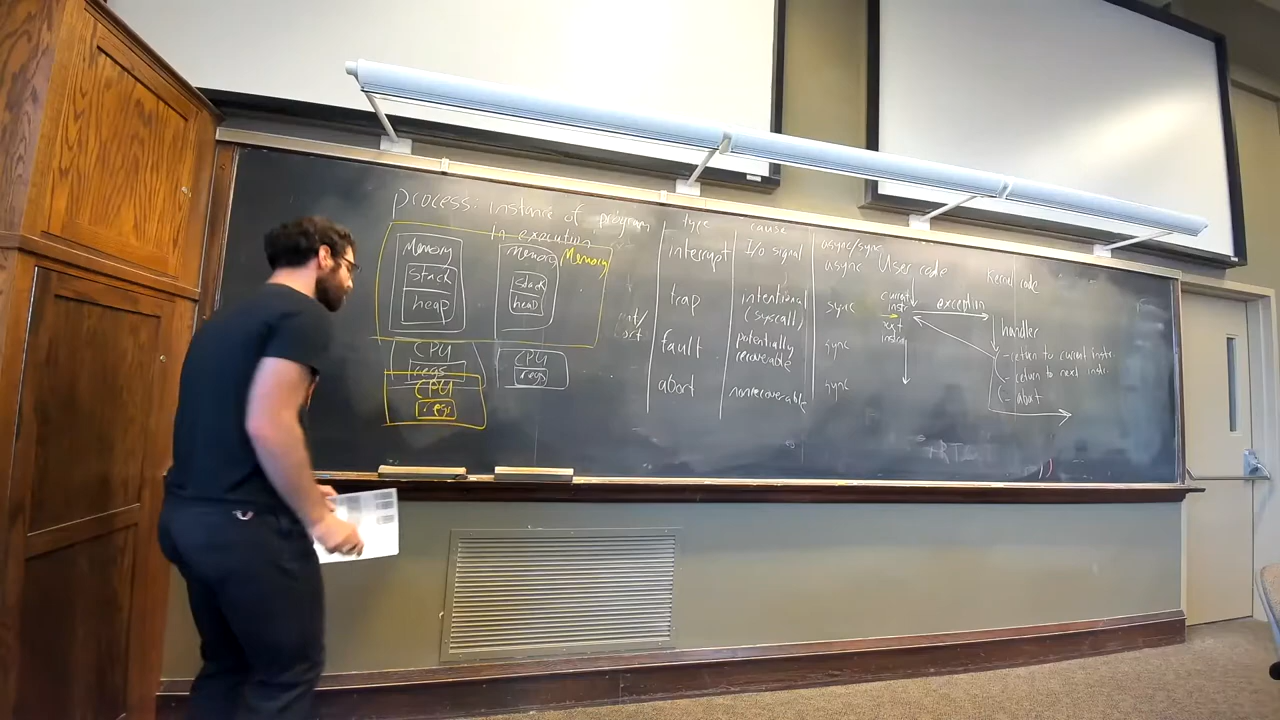 process: instance of program
in execution
Memory
stack
heap
Memory
stack
heap
Memory
CPU
regs
CPU
regs
CPU
regs
type cause async/sync
interrupt I/o signal async
trap intentional (syscall) sync
fault potentially recoverable sync
abort nonrecoverable sync
User code
Kernel code
current
instr
exception
nxt
instr
handler
- return to current instr.
- return to next instr.
- abort